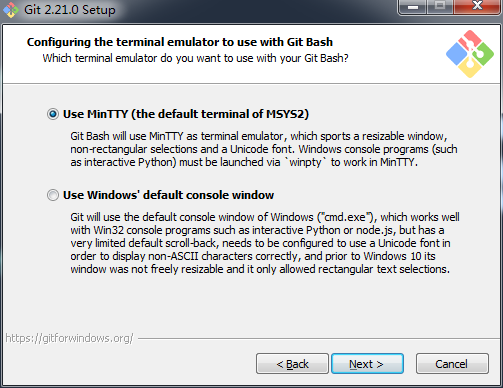 Git 2.21.0 Setup
Configuring the terminal emulator to use with Git Bash
Which terminal emulator do you want to use with your Git Bash?
Use MinTTY (the default terminal of MSYS2)
Git Bash will use MinTTY as terminal emulator, which sports a resizable window,
non-rectangular selections and a Unicode font. Windows console programs (such
as interactive Python) must be launched via `winpty` to work in MinTTY.
Use Windows' default console window
Git will use the default console window of Windows ("cmd.exe"), which works well
with Win32 console programs such as interactive Python or node.js, but has a
very limited default scroll-back, needs to be configured to use a Unicode font in
order to display non-ASCII characters correctly, and prior to Windows 10 its
window was not freely resizable and it only allowed rectangular text selections.
https://gitforwindows.org/
< Back
Next >
Cancel